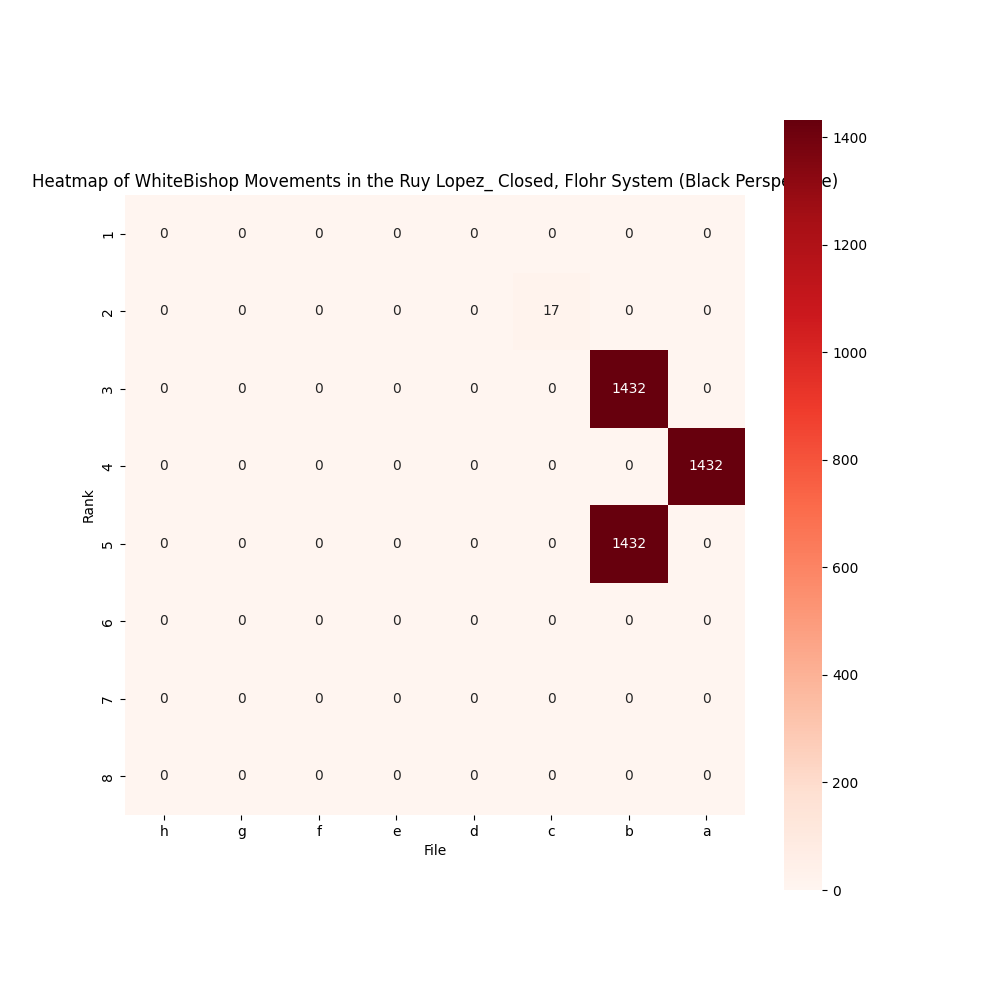 Heatmap of WhiteBishop Movements in the Ruy Lopez_ Closed, Flohr System (Black Perspective)
Rank
1 0 0 0 0 0 0 0 0
2 0 0 0 0 0 17 0 0
3 0 0 0 0 0 0 1432 0
4 0 0 0 0 0 0 0 1432
5 0 0 0 0 0 0 1432 0
6 0 0 0 0 0 0 0 0
7 0 0 0 0 0 0 0 0
8 0 0 0 0 0 0 0 0
h g f e d c b a
File
1400
1200
1000
800
600
400
200
0